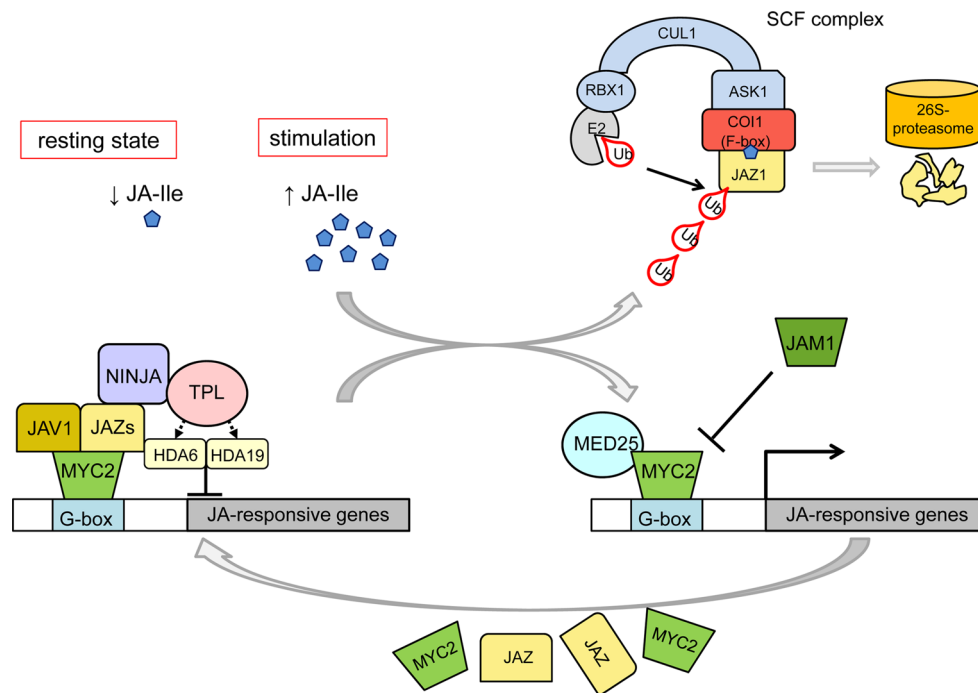 SCF complex
CUL1
RBX1
ASK1
E2
COI1
(F-box)
Ub
JAZ1
26S-
proteasome
Ub
Ub
Ub
resting state
stimulation
↓ JA-Ile
↑ JA-Ile
JAM1
NINJA
TPL
JAV1
JAZs
HDA6
HDA19
MYC2
G-box
JA-responsive genes
MED25
MYC2
G-box
JA-responsive genes
MYC2
JAZ
JAZ
MYC2